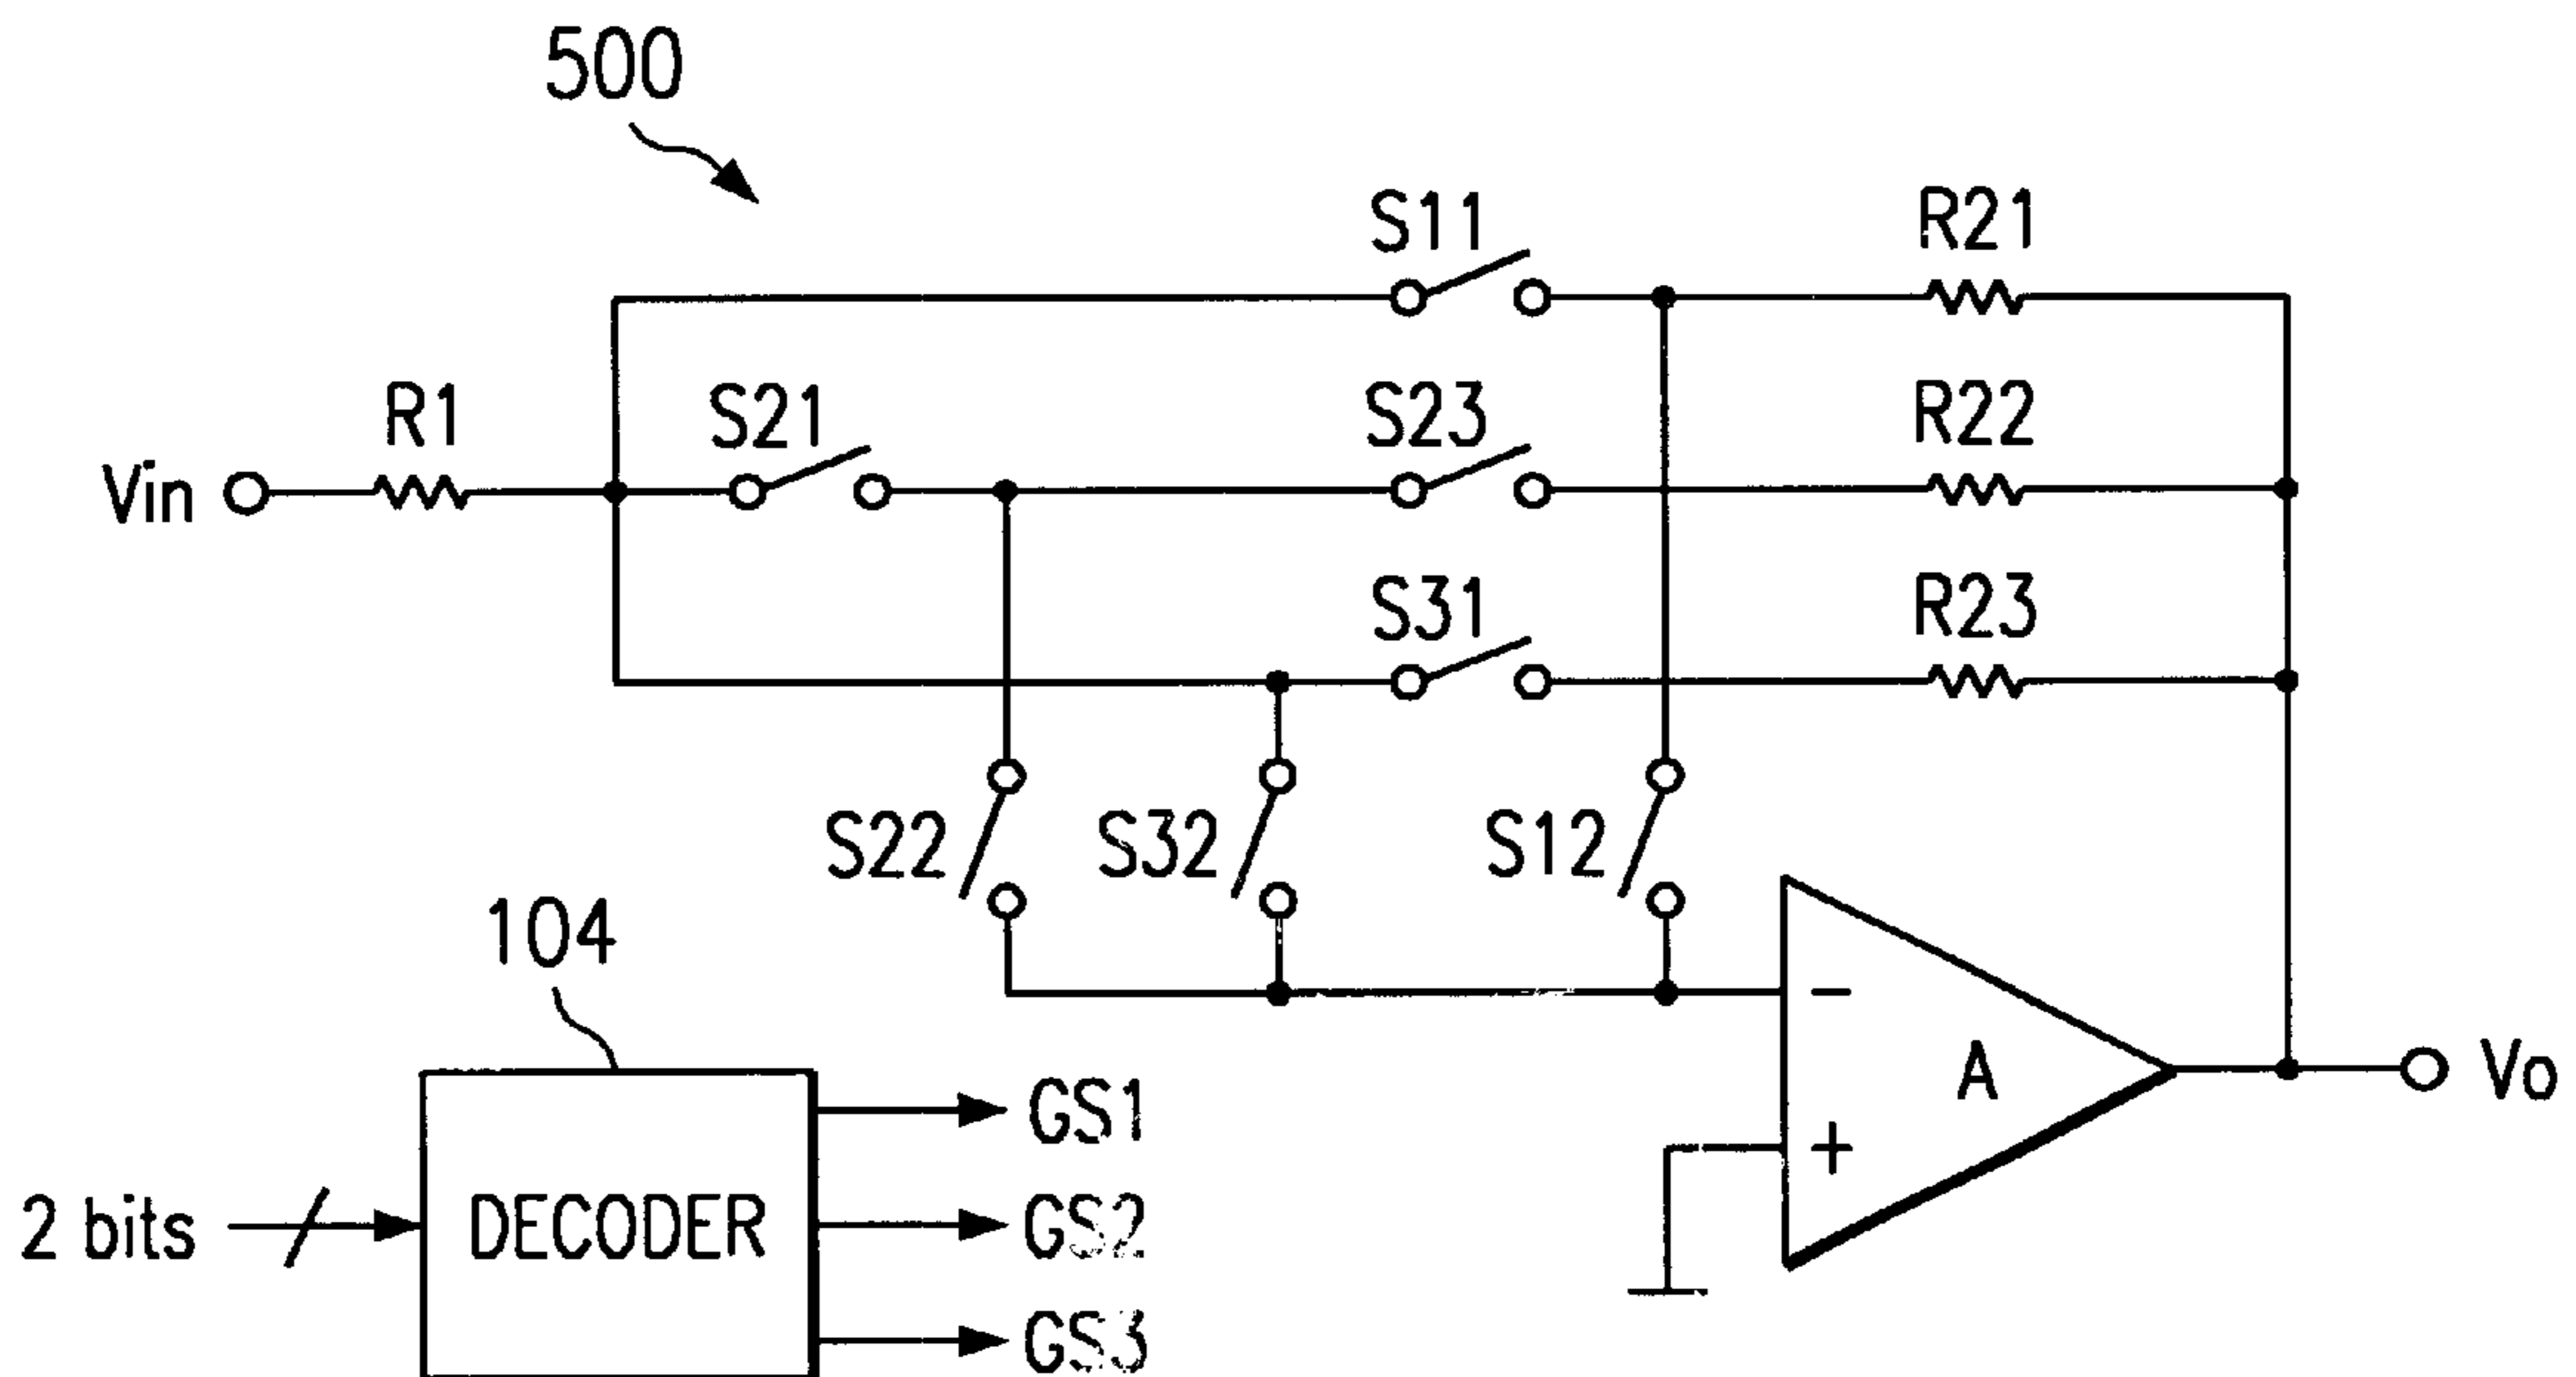 500
S11
R21
R1
S21
S23
R22
Vin
S31
R23
S22
S32
S12
104
−
A
Vo
+
GS1
2 bits
DECODER
GS2
GS3